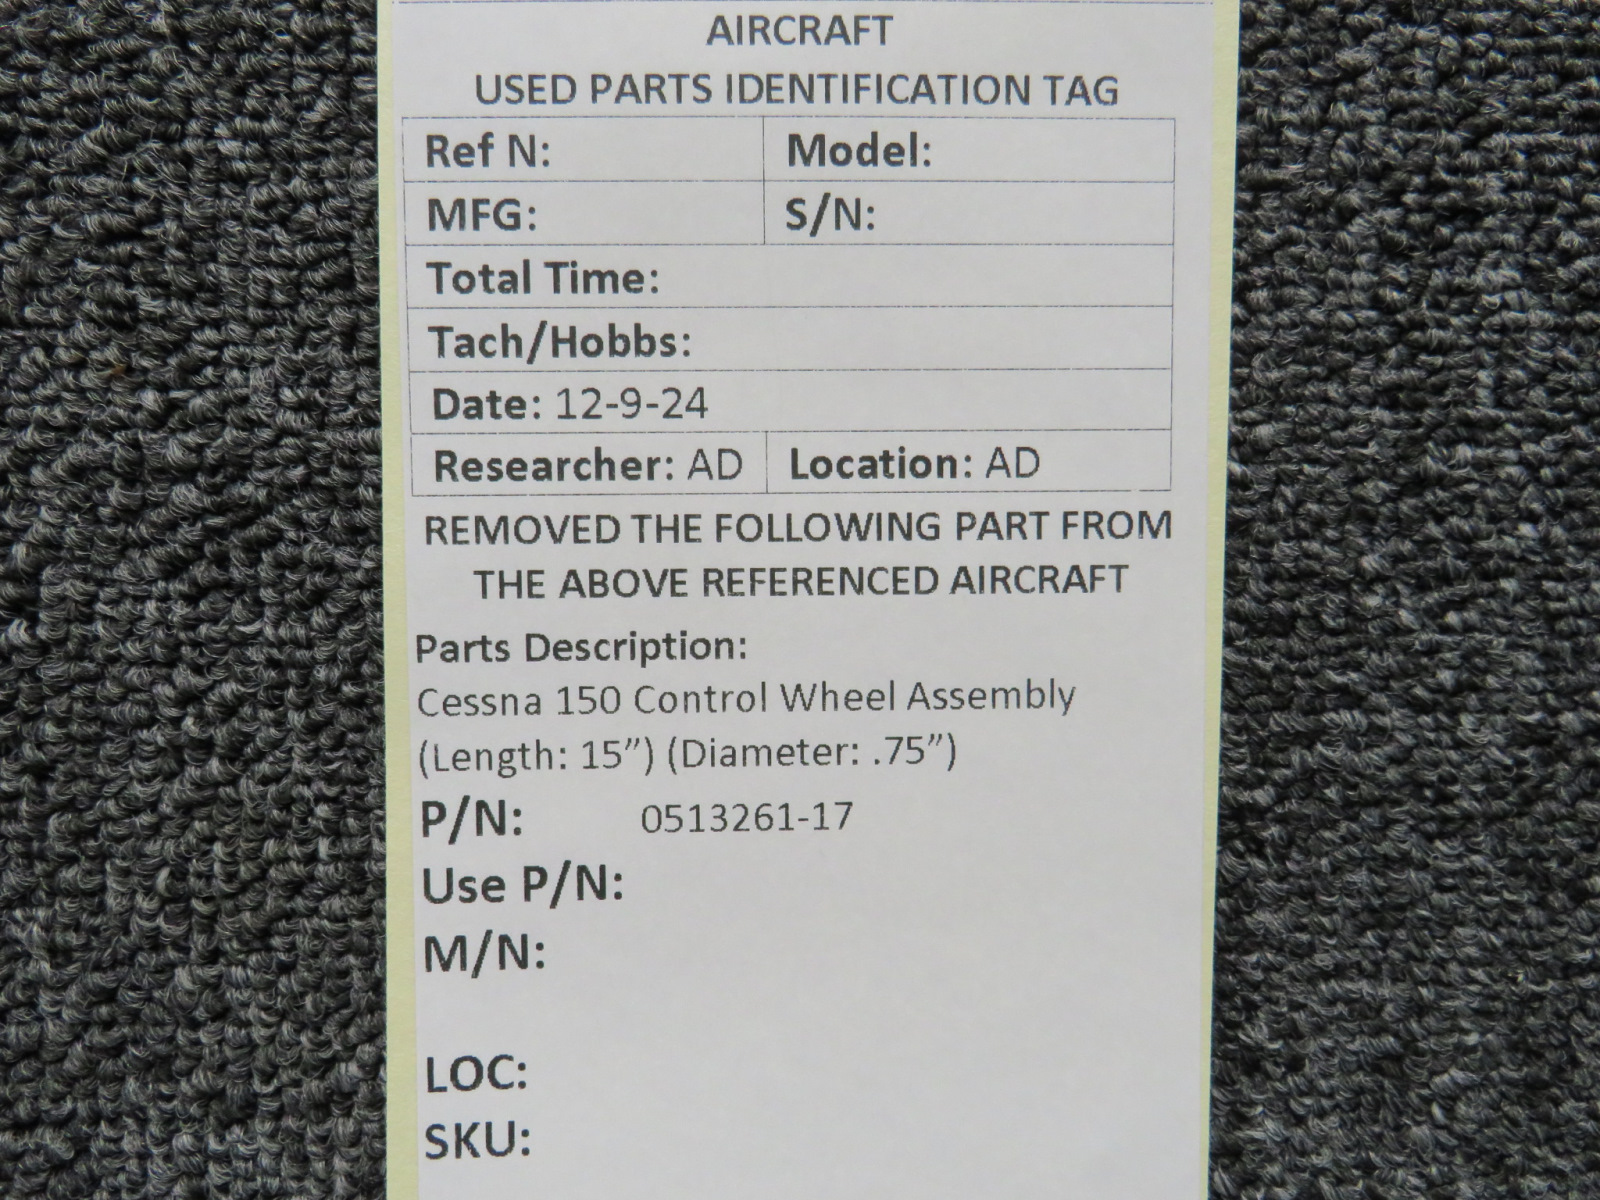 AIRCRAFT
USED PARTS IDENTIFICATION TAG
Ref N: Model:
MFG: S/N:
Total Time:
Tach/Hobbs:
Date: 12-9-24
Researcher: AD Location: AD
REMOVED THE FOLLOWING PART FROM
THE ABOVE REFERENCED AIRCRAFT
Parts Description:
Cessna 150 Control Wheel Assembly
(Length: 15”) (Diameter: .75”)
P/N: 0513261-17
Use P/N:
M/N:
LOC:
SKU: